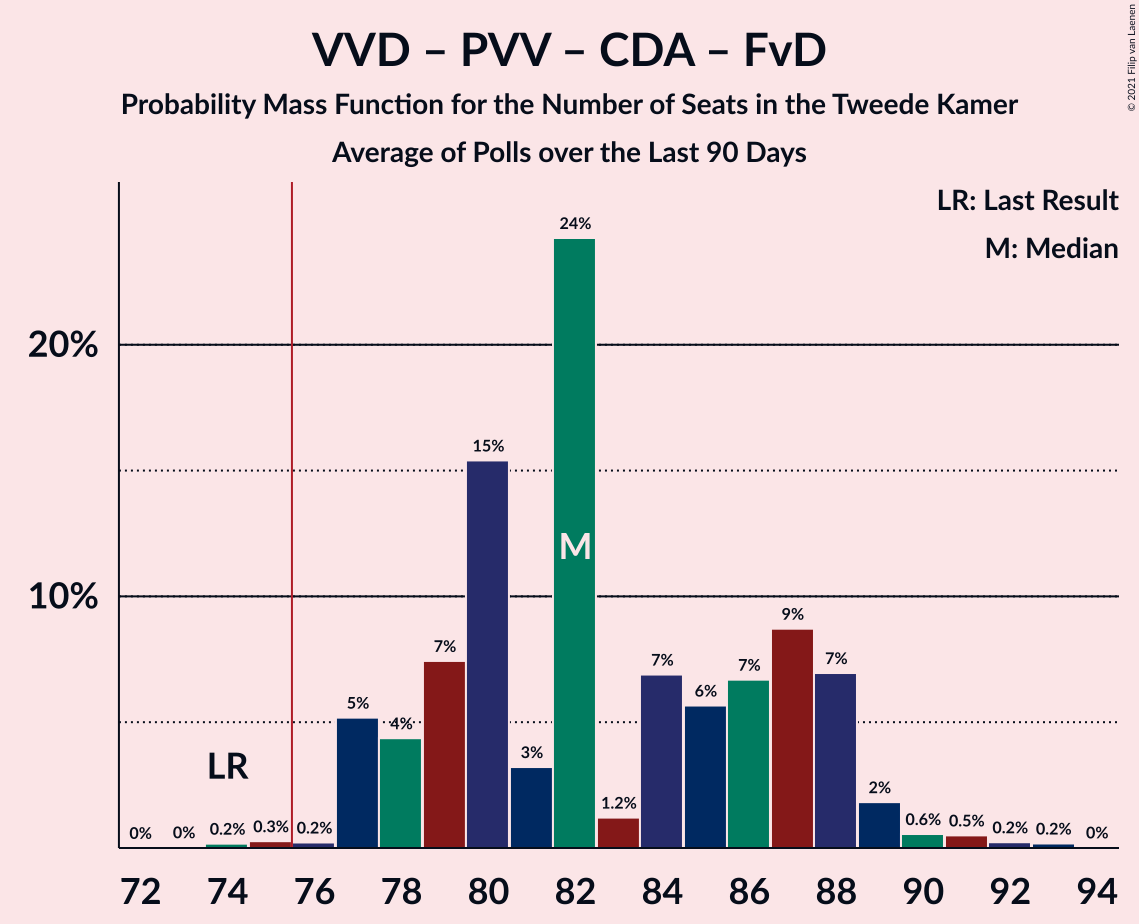 VVD – PVV – CDA – FvD
Probability Mass Function for the Number of Seats in the Tweede Kamer
Average of Polls over the Last 90 Days
© 2021 Filip van Laenen
LR: Last Result
M: Median
20%
10%
0%
0%
0.2%
0.3%
0.2%
5%
4%
7%
15%
3%
24%
1.2%
7%
6%
7%
9%
7%
2%
0.6%
0.5%
0.2%
0.2%
0%
LR
M
72 74 76 78 80 82 84 86 88 90 92 94